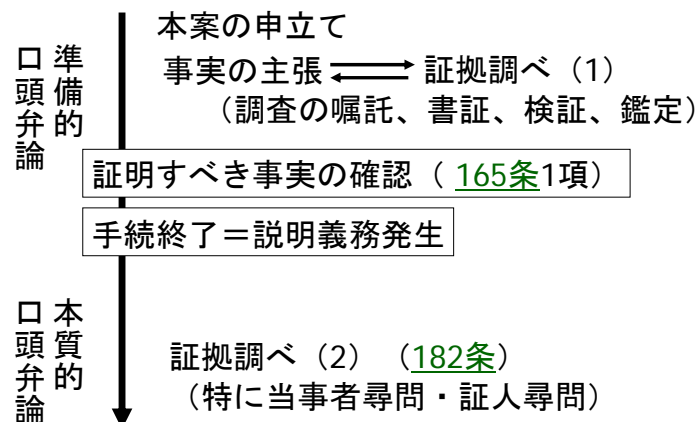 準備的
口頭弁論
本案の申立て
事実の主張 証拠調べ（1）
（調査の嘱託、書証、検証、鑑定）
証明すべき事実の確認（ 165条1項）
手続終了＝説明義務発生
本質的
口頭弁論
証拠調べ（2）（182条）
（特に当事者尋問・証人尋問）